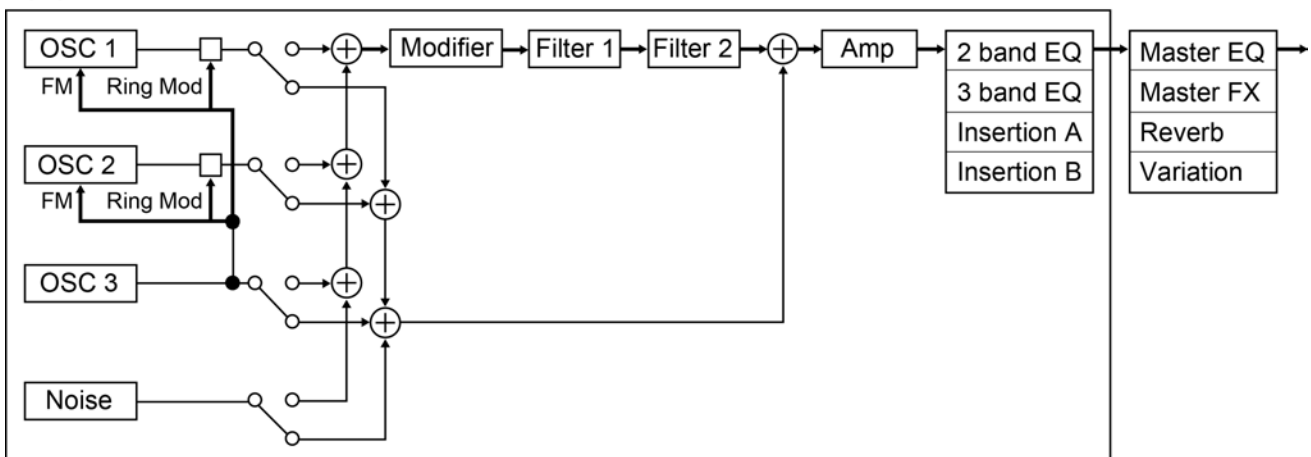 OSC 1
FM
Ring Mod
OSC 2
FM
Ring Mod
OSC 3
Noise
Modifier
Filter 1
Filter 2
Amp
2 band EQ
3 band EQ
Insertion A
Insertion B
Master EQ
Master FX
Reverb
Variation